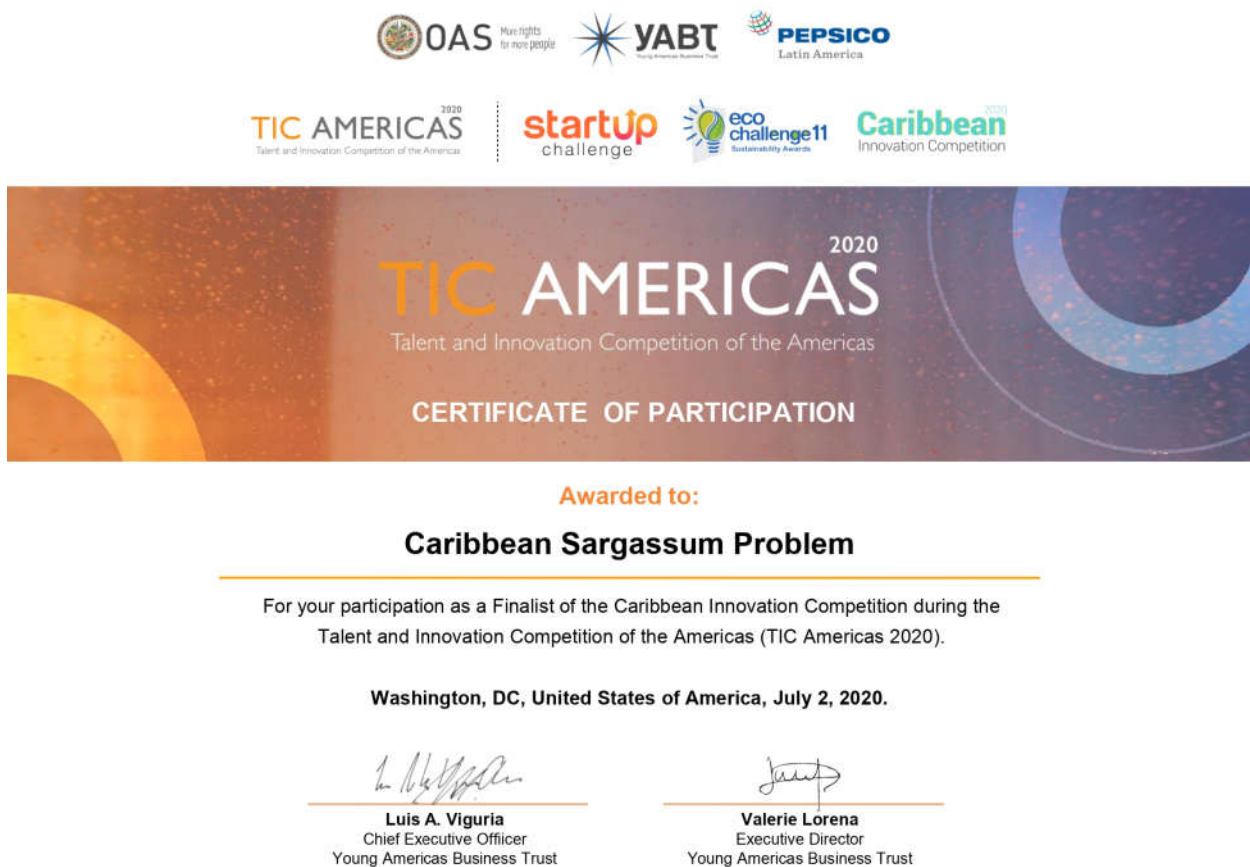 OAS More rights
for more people
YABT
Young Americas Business Trust
PEPSICO
Latin America
2020
TIC AMERICAS
Talent and Innovation Competition of the Americas
startup
challenge
eco
challenge11
Sustainability Awards
2020
Caribbean
Innovation Competition
2020
TIC AMERICAS
Talent and Innovation Competition of the Americas
CERTIFICATE OF PARTICIPATION
Awarded to:
Caribbean Sargassum Problem
For your participation as a Finalist of the Caribbean Innovation Competition during the
Talent and Innovation Competition of the Americas (TIC Americas 2020).
Washington, DC, United States of America, July 2, 2020.
Luis A. Viguria
Chief Executive Officer
Young Americas Business Trust
Valerie Lorena
Executive Director
Young Americas Business Trust